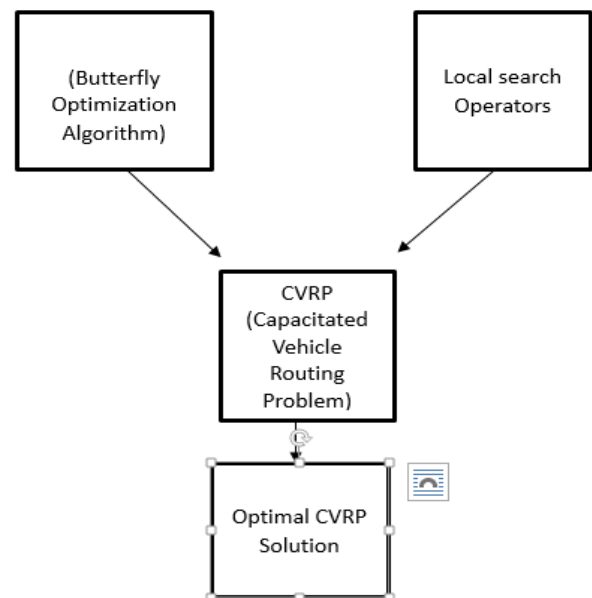 (Butterfly
Optimization
Algorithm)
Local search
Operators
CVRP
(Capacitated
Vehicle
Routing
Problem)
Optimal CVRP
Solution